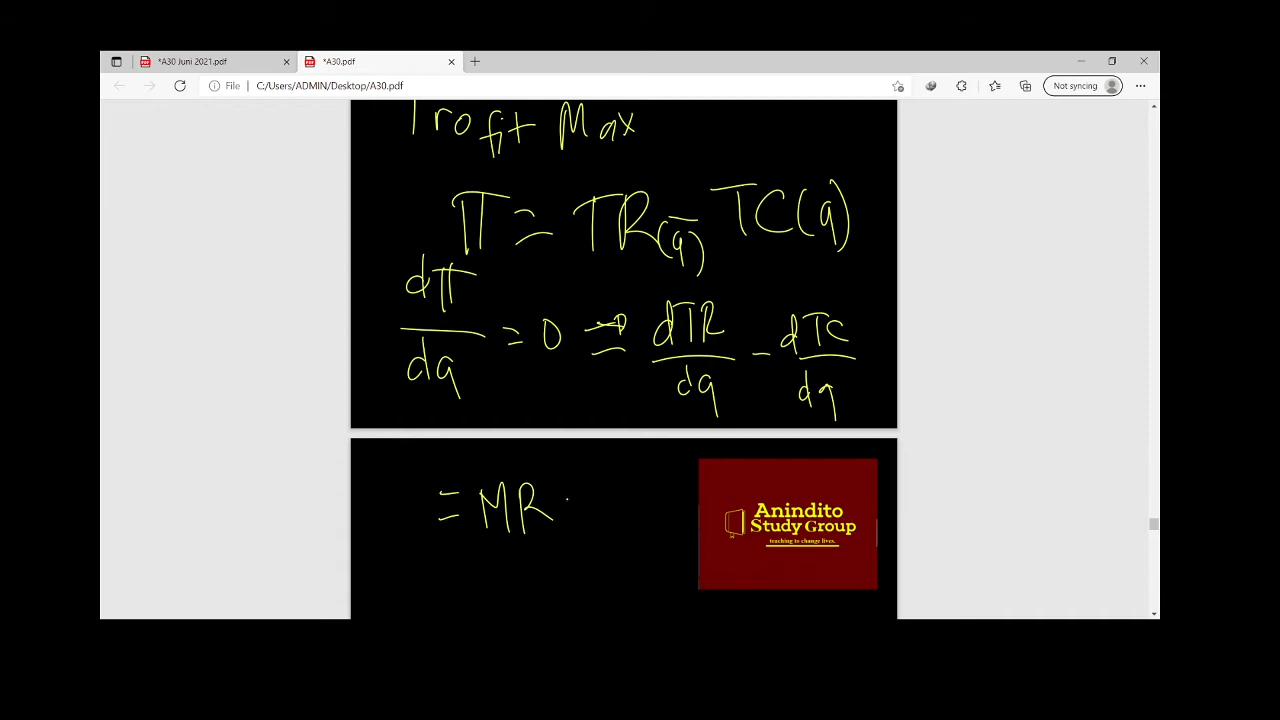 *A30 Juni 2021.pdf
*A30.pdf
File
C:/Users/ADMIN/Desktop/A30.pdf
Not syncing
Profit Max
π = TR(q) - TC(q)
dπ/dq = 0 → dTR/dq - dTC/dq
= MR
Anindito
Study Group
teaching to change lives.